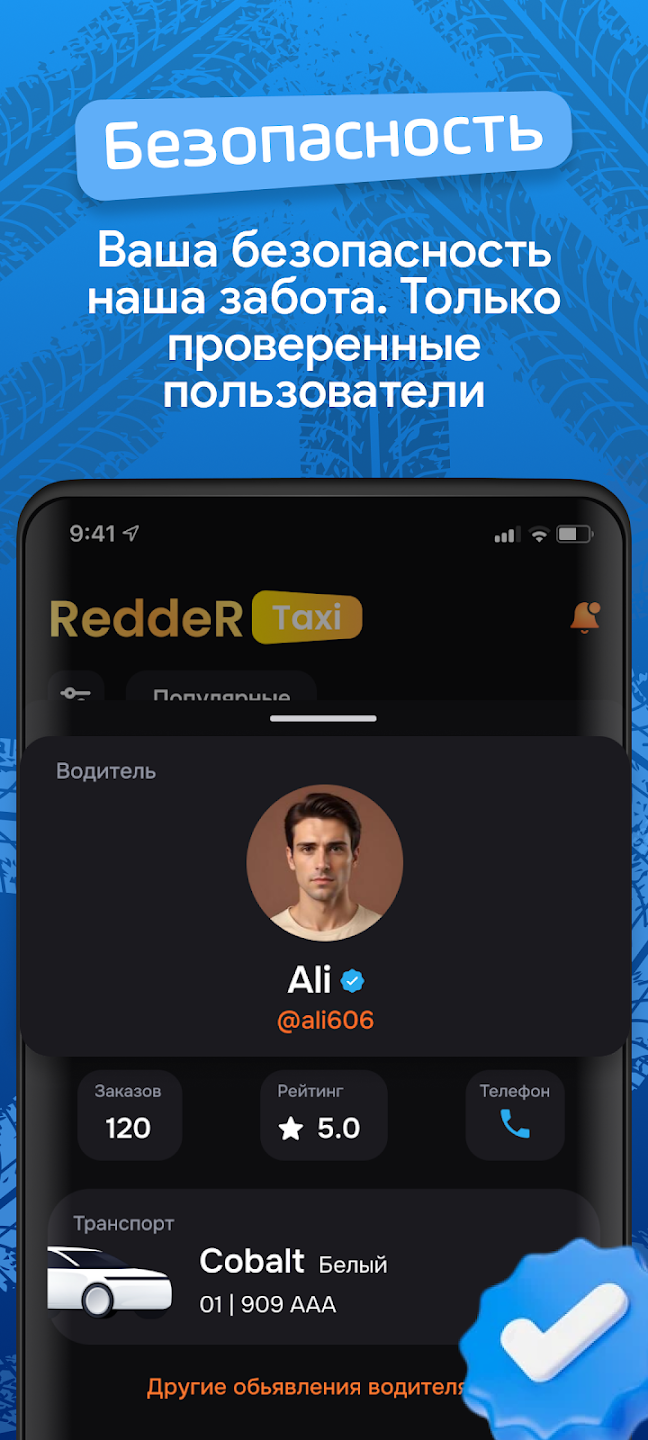 Безопасность
Ваша безопасность
наша забота. Только
проверенные
пользователи
9:41
ReddeR Taxi
Популярные
Водитель
Ali
@ali606
Заказов Рейтинг Телефон
120 5.0
Транспорт
Cobalt Белый
01 | 909 AAA
Другие обьявления водителя